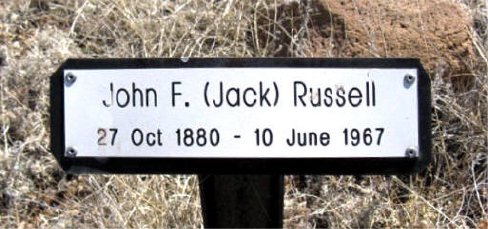 John F. (Jack) Russell
27 Oct 1880 - 10 June 1967